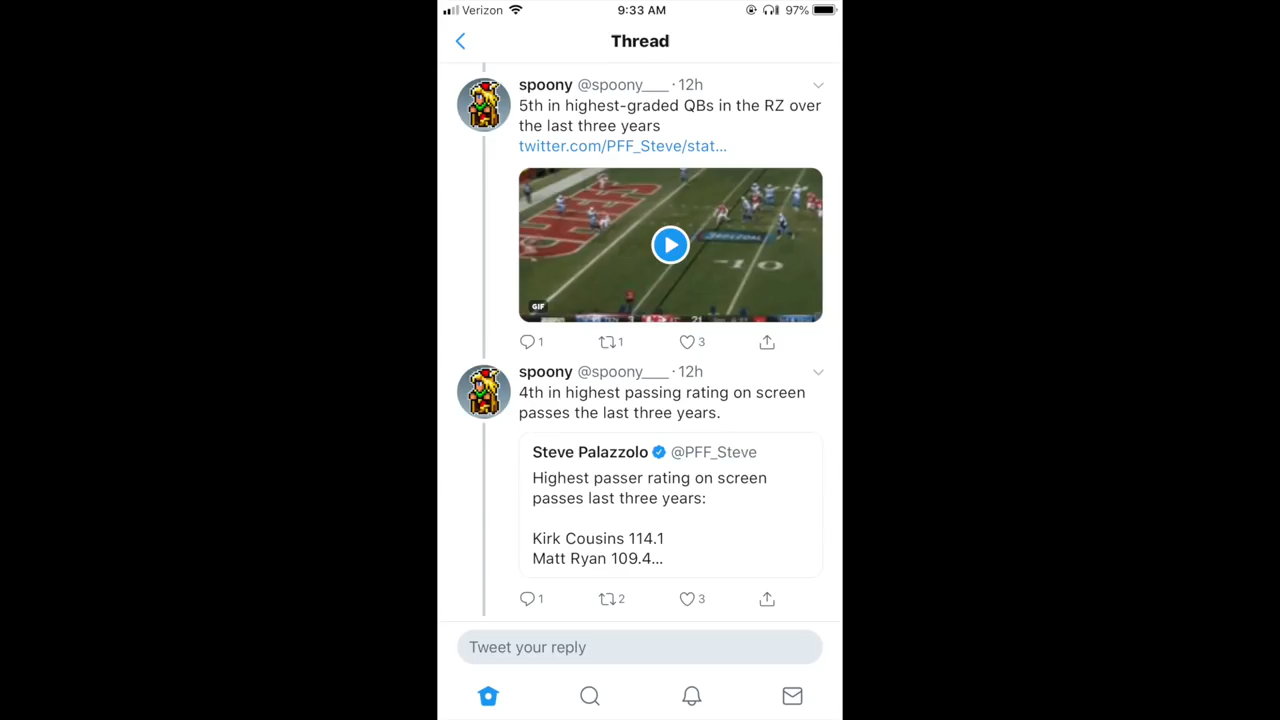 Verizon 9:33 AM 97%
Thread
spoony @spoony___ · 12h
5th in highest-graded QBs in the RZ over
the last three years
twitter.com/PFF_Steve/stat...
CHIEFS
10
21
GIF
1 1 3
spoony @spoony___ · 12h
4th in highest passing rating on screen
passes the last three years.
Steve Palazzolo @PFF_Steve
Highest passer rating on screen
passes last three years:
Kirk Cousins 114.1
Matt Ryan 109.4...
1 2 3
Tweet your reply